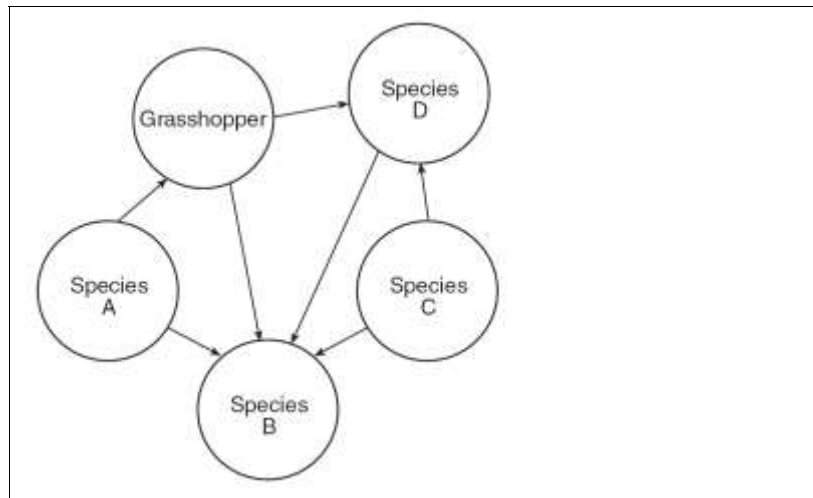 Grasshopper
Species
D
Species
A
Species
C
Species
B